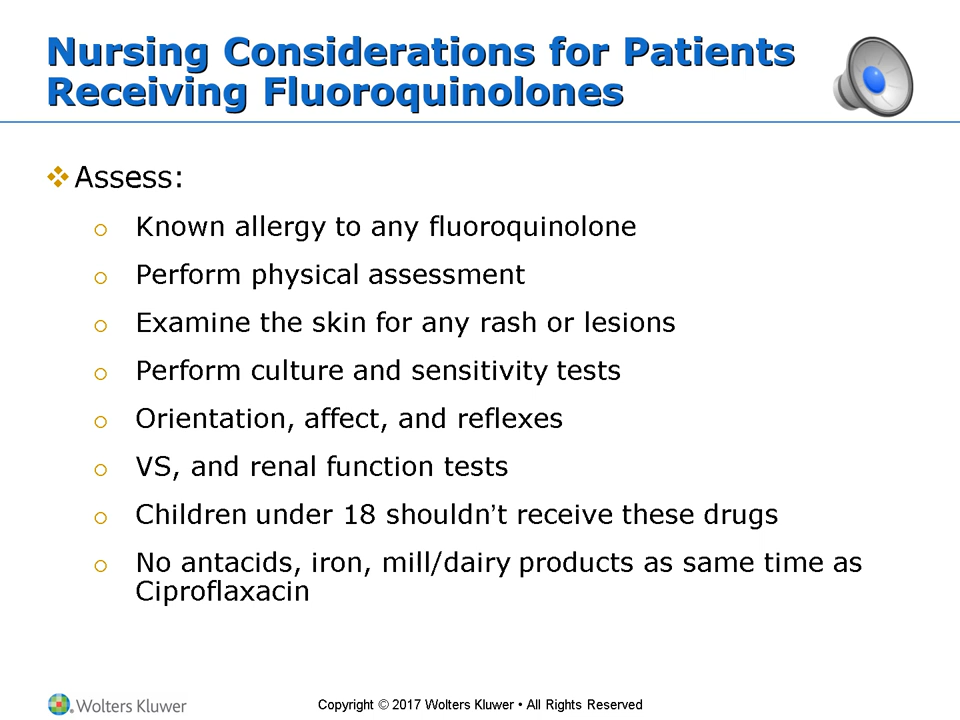 Nursing Considerations for Patients
Receiving Fluoroquinolones
Assess:
Known allergy to any fluoroquinolone
Perform physical assessment
Examine the skin for any rash or lesions
Perform culture and sensitivity tests
Orientation, affect, and reflexes
VS, and renal function tests
Children under 18 shouldn’t receive these drugs
No antacids, iron, mill/dairy products as same time as
Ciproflaxacin
Wolters Kluwer
Copyright © 2017 Wolters Kluwer • All Rights Reserved